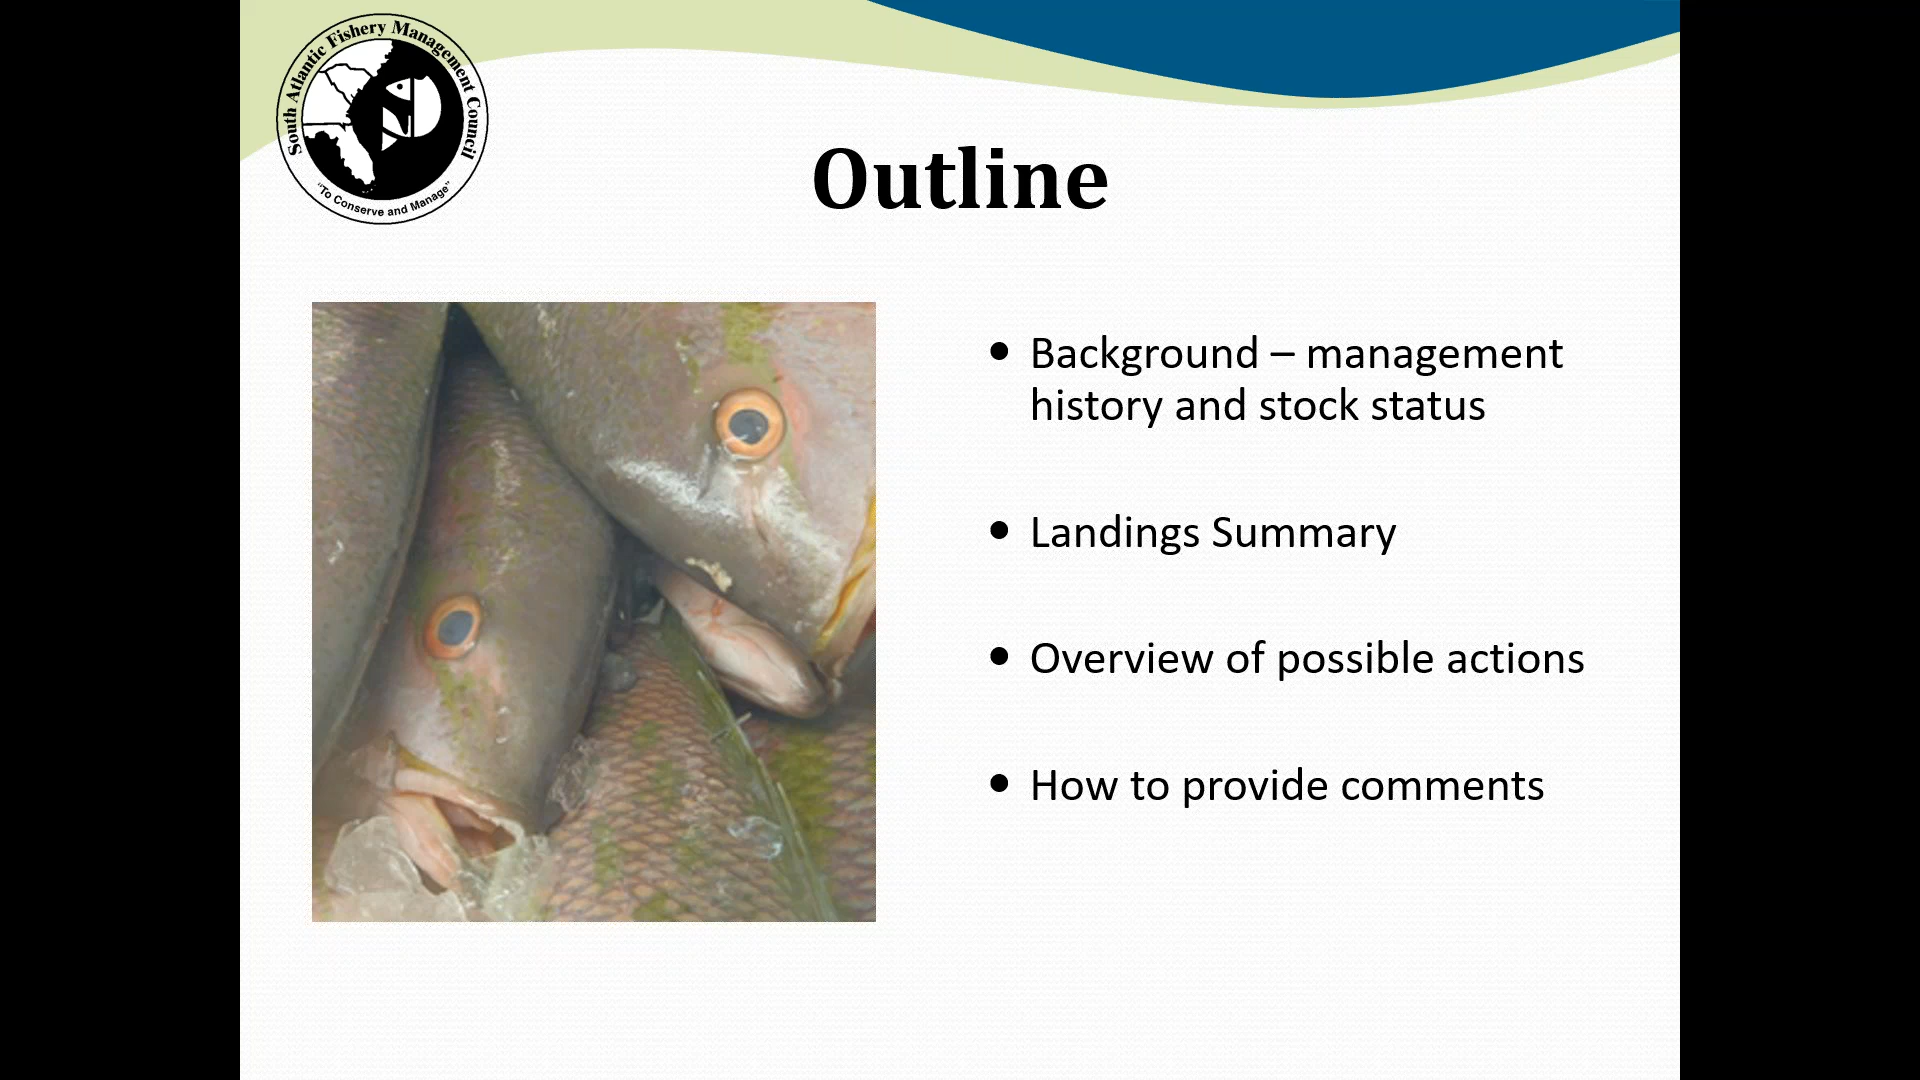 South Atlantic Fishery Management Council
"To Conserve and Manage"
Outline
• Background – management
history and stock status
• Landings Summary
• Overview of possible actions
• How to provide comments